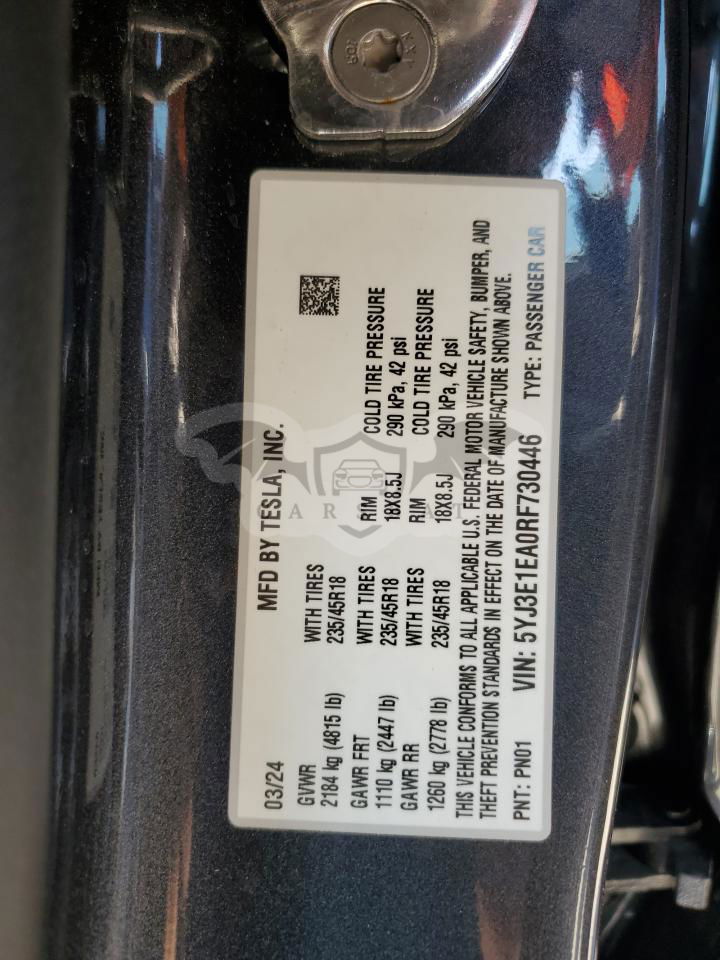 03/24 MFD BY TESLA, INC.
GVWR
2184 kg (4815 lb) WITH TIRES 235/45R18
GAWR FRT WITH TIRES RIM COLD TIRE PRESSURE
1110 kg (2447 lb) 235/45R18 18X8.5J 290 kPa, 42 psi
GAWR RR WITH TIRES RIM COLD TIRE PRESSURE
1260 kg (2778 lb) 235/45R18 18X8.5J 290 kPa, 42 psi
THIS VEHICLE CONFORMS TO ALL APPLICABLE U.S. FEDERAL MOTOR VEHICLE SAFETY, BUMPER, AND
THEFT PREVENTION STANDARDS IN EFFECT ON THE DATE OF MANUFACTURE SHOWN ABOVE.
PNT: PN01 VIN: 5YJ3E1EA0RF730446 TYPE: PASSENGER CAR